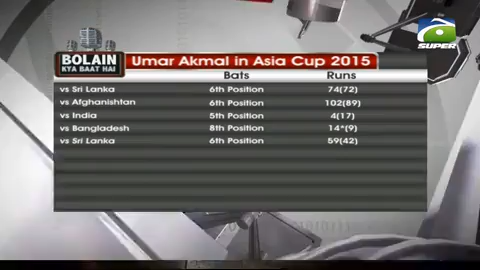 SUPER
BOLAIN
KYA BAAT HAI
Umar Akmal in Asia Cup 2015
Bats Runs
vs Sri Lanka 6th Position 74(72)
vs Afghanishtan 6th Position 102(89)
vs India 5th Position 4(17)
vs Bangladesh 8th Position 14*(9)
vs Sri Lanka 6th Position 59(42)